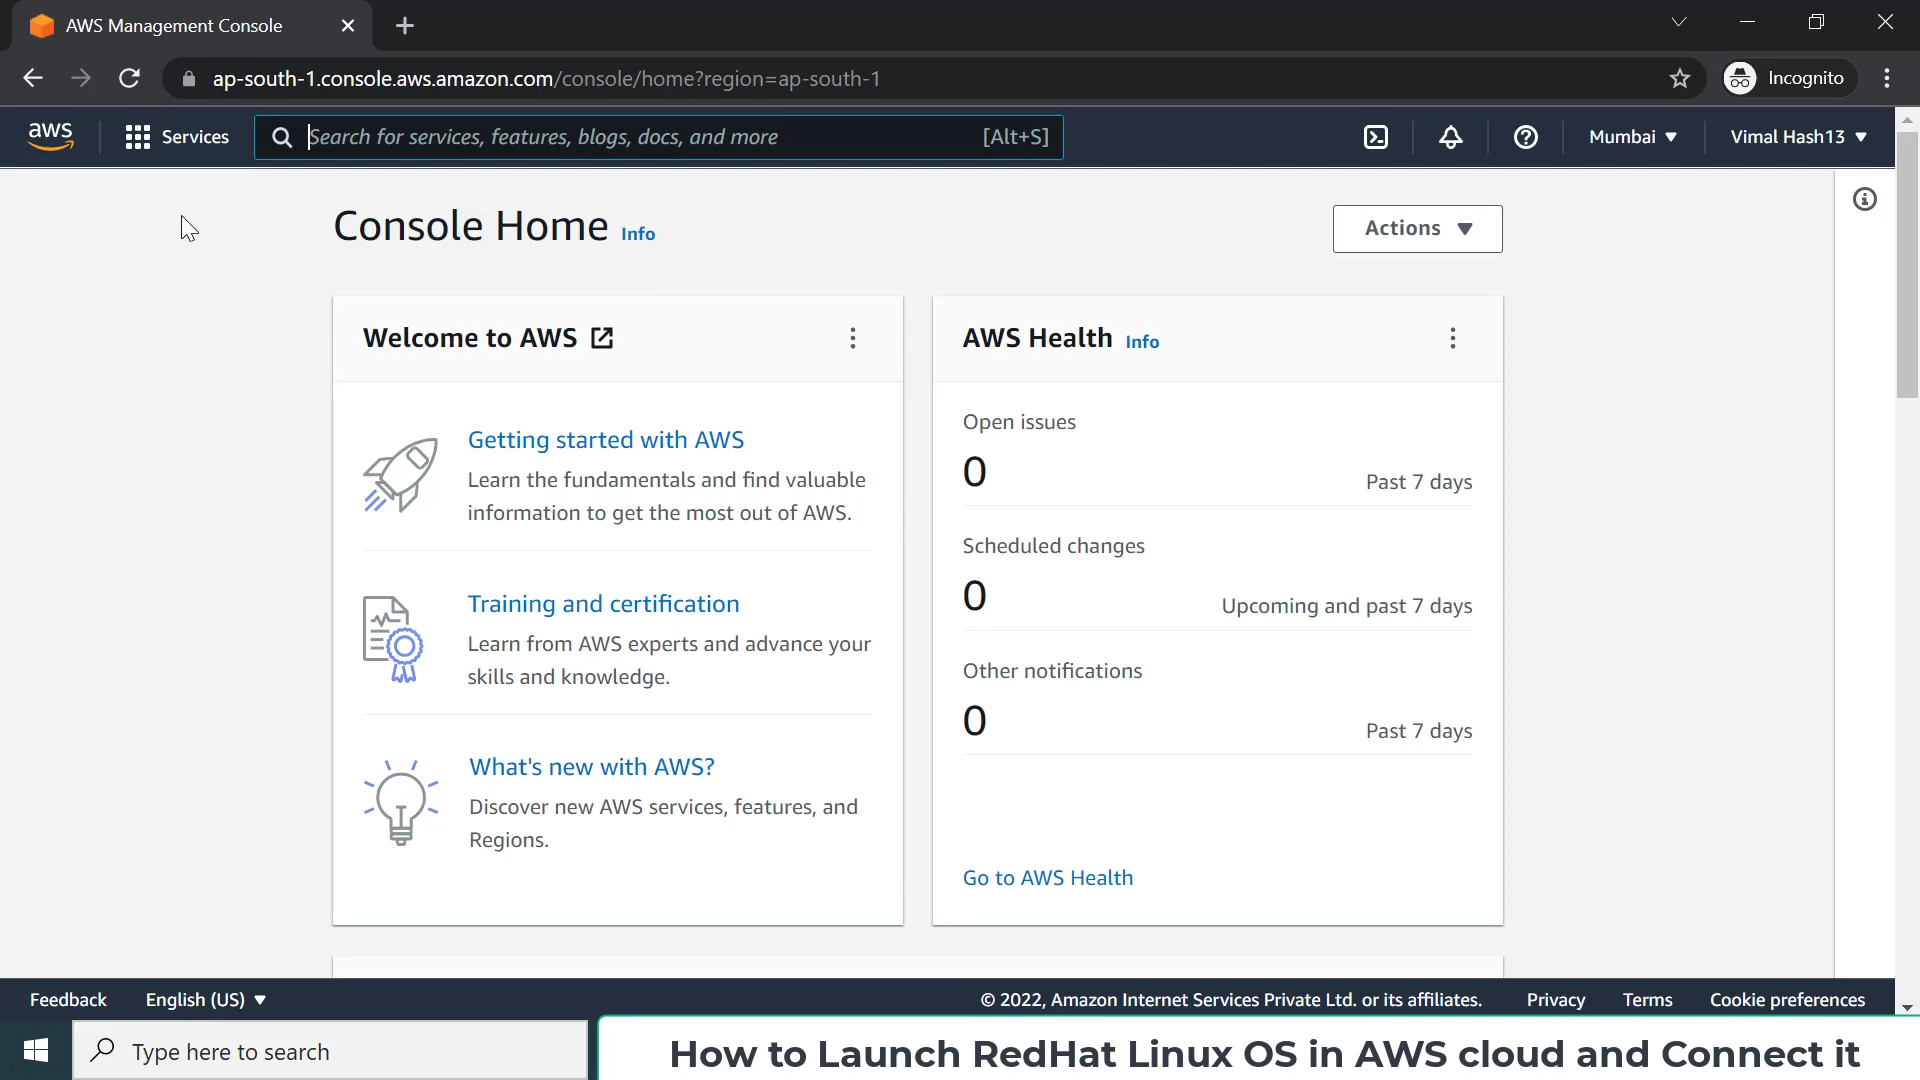 AWS Management Console
ap-south-1.console.aws.amazon.com/console/home?region=ap-south-1
Incognito
aws
Services
Search for services, features, blogs, docs, and more
[Alt+S]
Mumbai
Vimal Hash13
Console Home Info
Actions
Welcome to AWS
Getting started with AWS
Learn the fundamentals and find valuable
information to get the most out of AWS.
Training and certification
Learn from AWS experts and advance your
skills and knowledge.
What's new with AWS?
Discover new AWS services, features, and
Regions.
AWS Health Info
Open issues
0
Past 7 days
Scheduled changes
0
Upcoming and past 7 days
Other notifications
0
Past 7 days
Go to AWS Health
Feedback
English (US)
© 2022, Amazon Internet Services Private Ltd. or its affiliates.
Privacy
Terms
Cookie preferences
Type here to search
How to Launch RedHat Linux OS in AWS cloud and Connect it